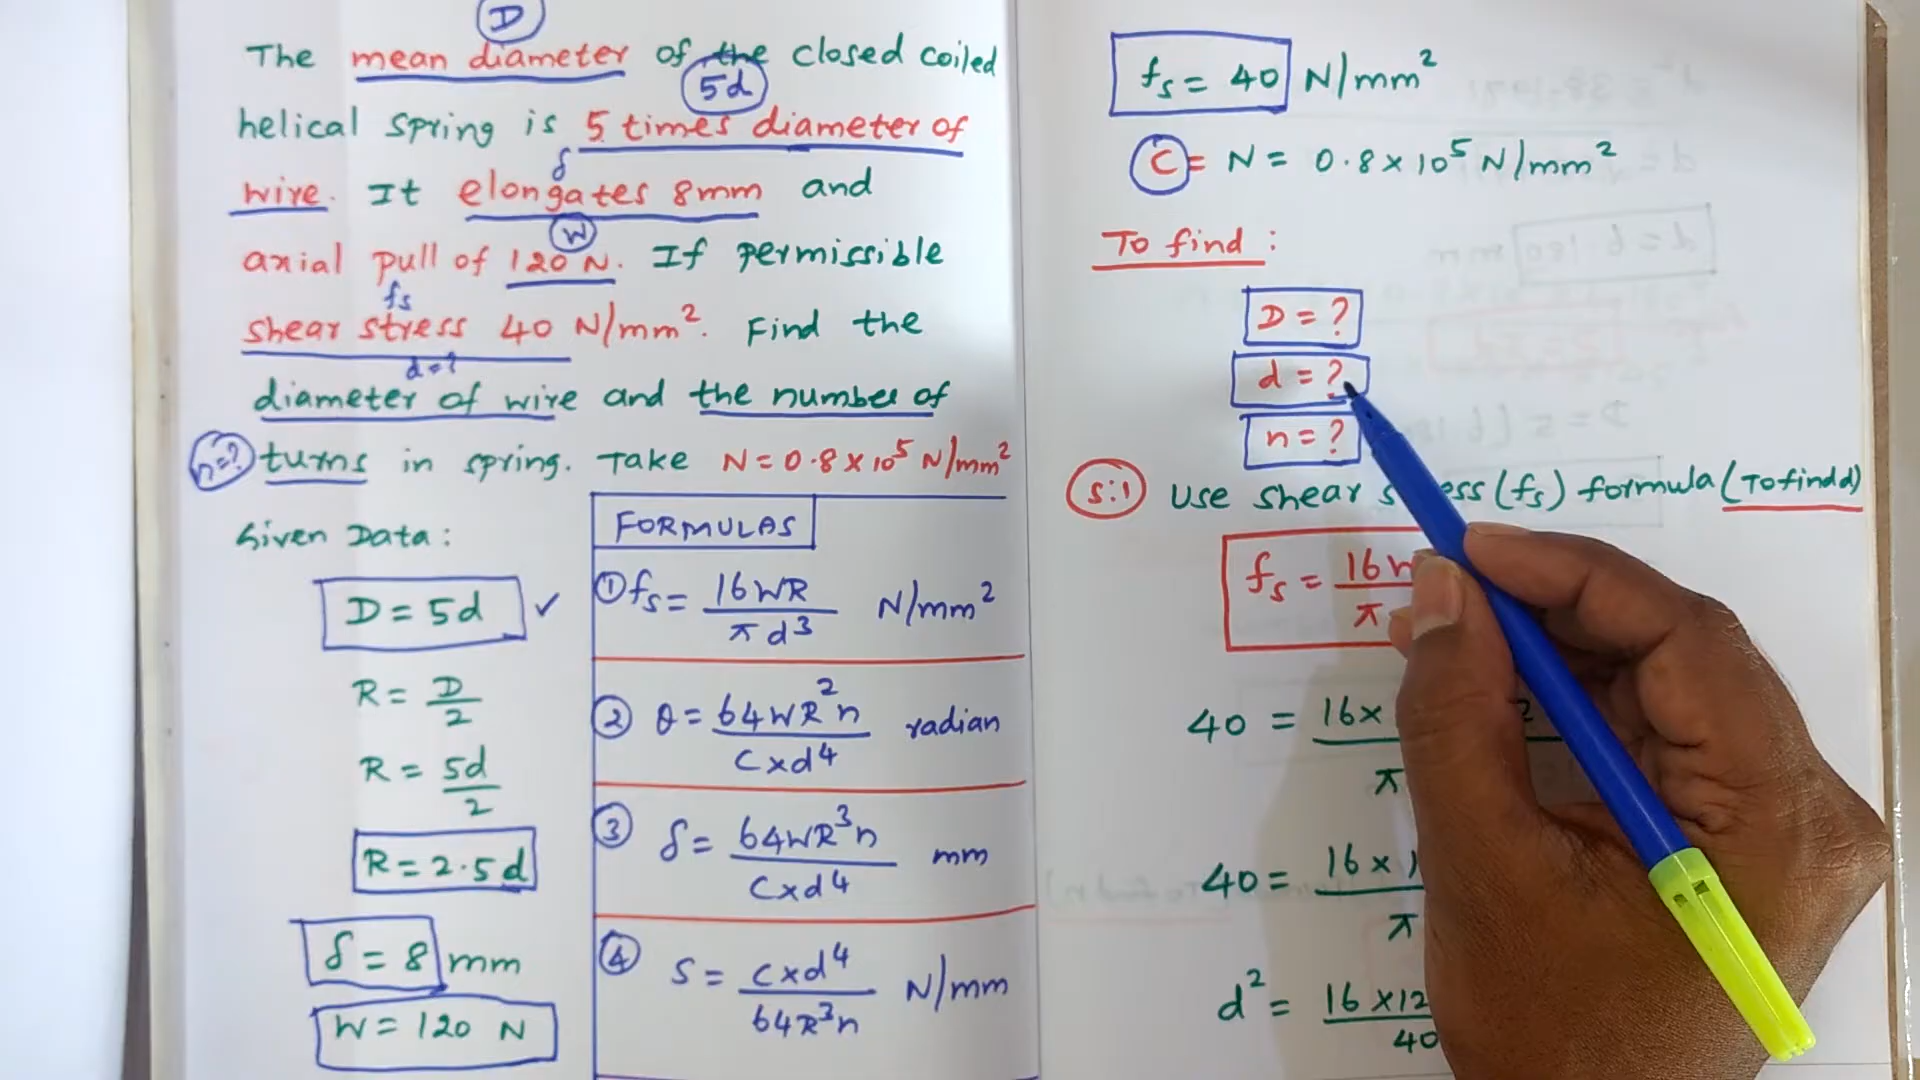 D
The mean diameter of the closed coiled
5d
helical spring is 5 times diameter of
δ
wire. It elongates 8mm and
W
axial pull of 120 N. If permissible
fs
shear stress 40 N/mm². Find the
d=?
diameter of wire and the number of
n=? turns in spring. Take N = 0.8 × 10⁵ N/mm²
Given Data:
D = 5d ✓
R = D/2
R = 5d/2
R = 2.5d
δ = 8 mm
W = 120 N
FORMULAS
① fs = 16WR/πd³ N/mm²
② θ = 64WR²n/C×d⁴ radian
③ δ = 64WR³n/C×d⁴ mm
④ S = C×d⁴/64R³n N/mm
fs = 40 N/mm²
C = N = 0.8 × 10⁵ N/mm²
To find :
D = ?
d = ?
n = ?
S:1 Use shear (fs) formula (To find d)
fs = 16 / π
40 = 16× / π
40 = 16 × 1 / π
d² = 16 × 12 / 40